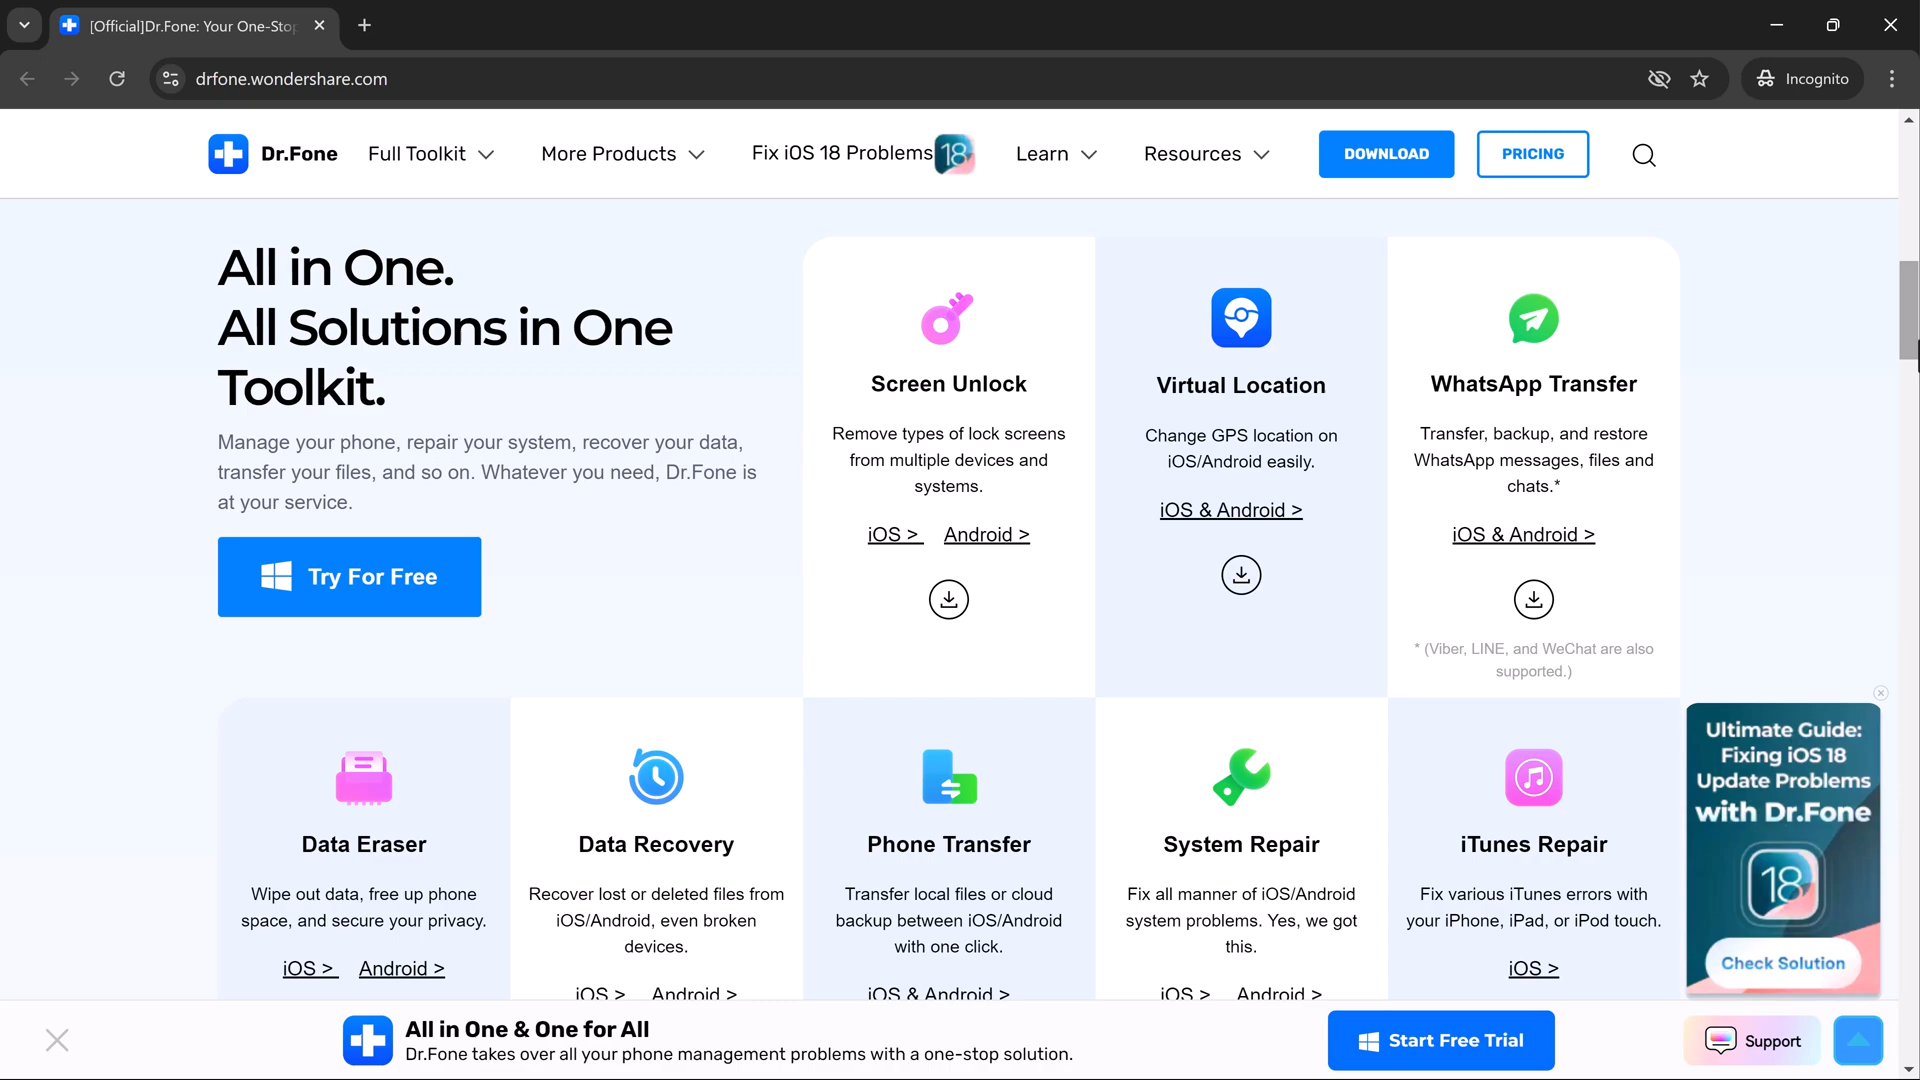 [Official]Dr.Fone: Your One-Stop
drfone.wondershare.com
Incognito
Dr.Fone
Full Toolkit
More Products
Fix iOS 18 Problems
18
Learn
Resources
DOWNLOAD
PRICING
All in One.
All Solutions in One
Toolkit.
Manage your phone, repair your system, recover your data,
transfer your files, and so on. Whatever you need, Dr.Fone is
at your service.
Try For Free
Screen Unlock
Remove types of lock screens
from multiple devices and
systems.
iOS > Android >
Virtual Location
Change GPS location on
iOS/Android easily.
iOS & Android >
WhatsApp Transfer
Transfer, backup, and restore
WhatsApp messages, files and
chats.*
iOS & Android >
* (Viber, LINE, and WeChat are also
supported.)
Data Eraser
Wipe out data, free up phone
space, and secure your privacy.
iOS > Android >
Data Recovery
Recover lost or deleted files from
iOS/Android, even broken
devices.
iOS > Android >
Phone Transfer
Transfer local files or cloud
backup between iOS/Android
with one click.
iOS & Android >
System Repair
Fix all manner of iOS/Android
system problems. Yes, we got
this.
iOS > Android >
iTunes Repair
Fix various iTunes errors with
your iPhone, iPad, or iPod touch.
iOS >
Ultimate Guide:
Fixing iOS 18
Update Problems
with Dr.Fone
18
Check Solution
All in One & One for All
Dr.Fone takes over all your phone management problems with a one-stop solution.
Start Free Trial
Support